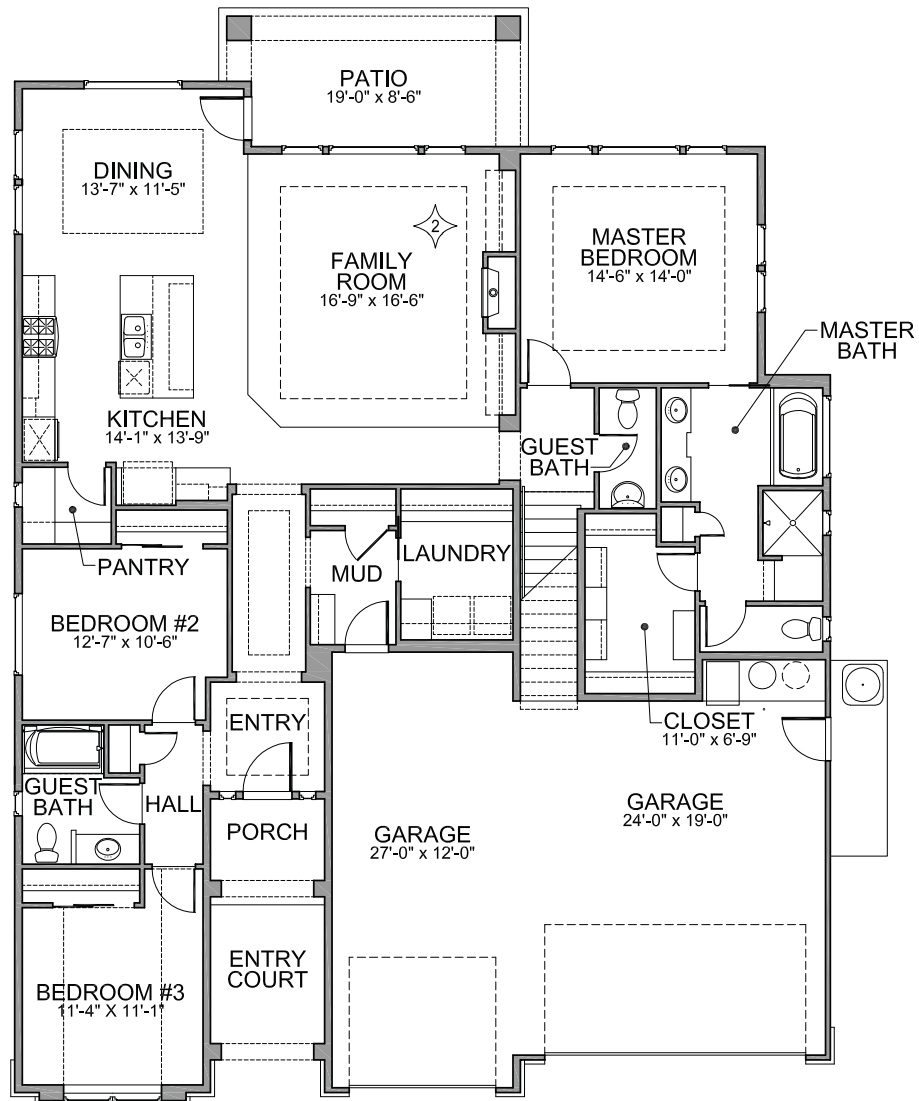 PATIO
19'-0" x 8'-6"
DINING
13'-7" x 11'-5"
2
FAMILY
ROOM
16'-9" x 16'-6"
MASTER
BEDROOM
14'-6" x 14'-0"
MASTER
BATH
KITCHEN
14'-1" x 13'-9"
GUEST
BATH
PANTRY
MUD
LAUNDRY
BEDROOM #2
12'-7" x 10'-6"
ENTRY
CLOSET
11'-0" x 6'-9"
GUEST
BATH
HALL
PORCH
GARAGE
27'-0" x 12'-0"
GARAGE
24'-0" x 19'-0"
ENTRY
COURT
BEDROOM #3
11'-4" X 11'-1"